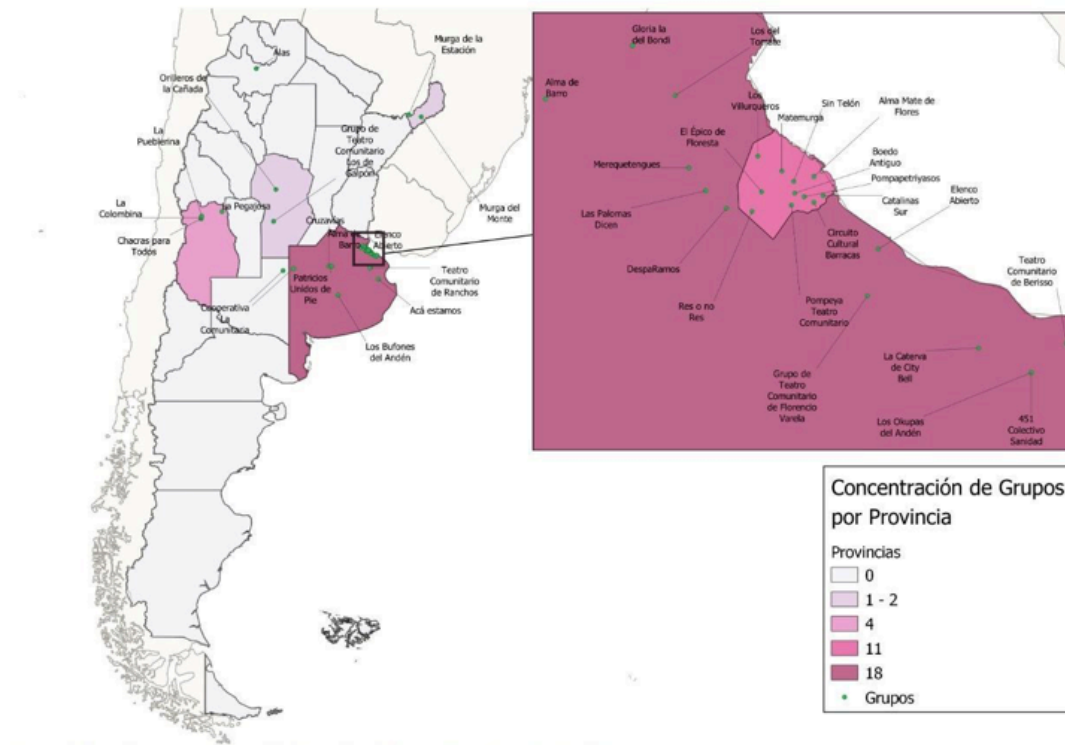 Murga de la
Estación
Alas
Orilleros de
la Cañada
La
Pueblerina
Grupo de
Teatro
Comunitario
Los de
Galpón
La
Colombina
La Pegajosa
Chacras para
Todos
Cruzavías
Alma de
Barro
Elenco
Abierto
Murga del
Monte
Patricios
Unidos de
Pie
Teatro
Comunitario
de Ranchos
Cooperativa
La
Comunitaria
Acá estamos
Los Bufones
del Andén
Gloria la
del Bondi
Los del
Tomate
Alma de
Barro
Los
Villurqueros
Sin Telón
Alma Mate de
Flores
Matemurga
El Épico de
Floresta
Boedo
Antiguo
Merequetengues
Pompapetriyasos
Elenco
Abierto
Catalinas
Sur
Las Palomas
Dicen
Circuito
Cultural
Barracas
DespaRamos
Teatro
Comunitario
de Berisso
Res o no
Res
Pompeya
Teatro
Comunitario
La Caterva
de City
Bell
Grupo de
Teatro
Comunitario
de Florencio
Varela
Los Okupas
del Andén
451
Colectivo
Sanidad
Concentración de Grupos
por Provincia
Provincias
0
1 - 2
4
11
18
Grupos